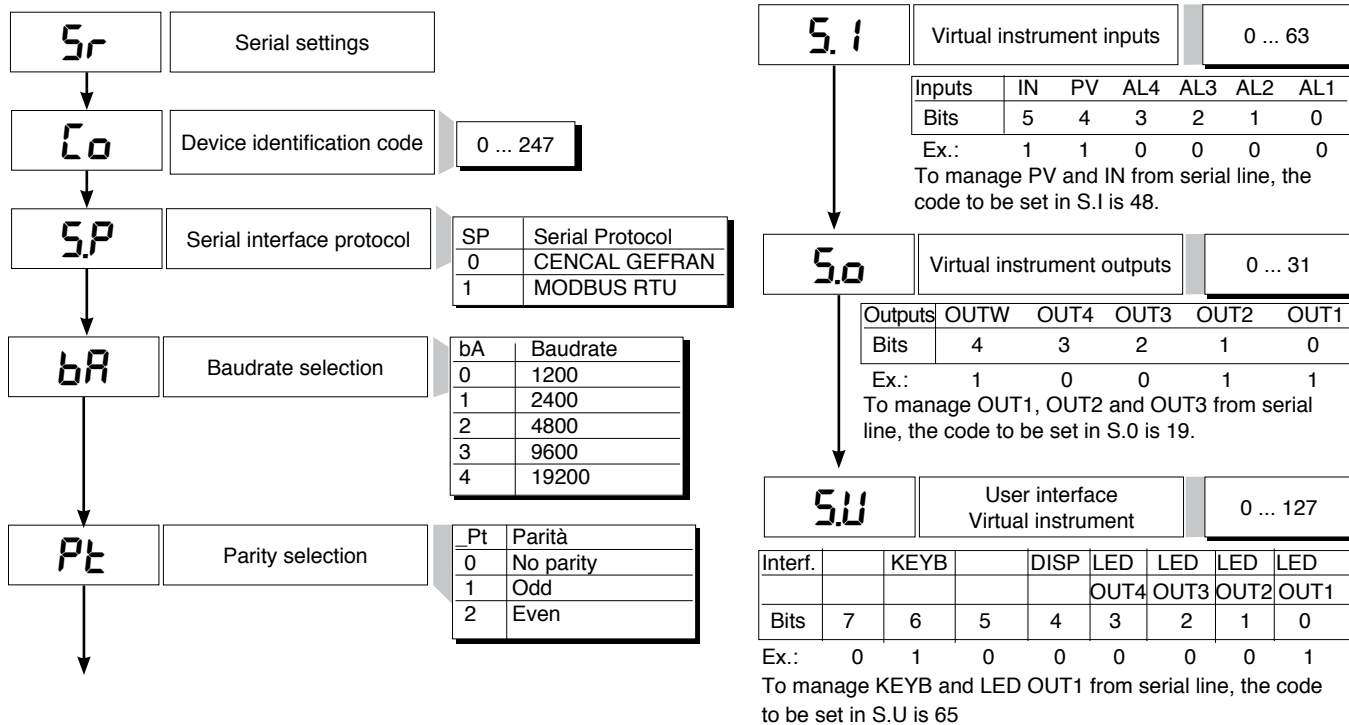 Sr Serial settings
Co Device identification code 0 ... 247
S.P Serial interface protocol
SP Serial Protocol
0 CENCAL GEFRAN
1 MODBUS RTU
bA Baudrate selection
bA Baudrate
0 1200
1 2400
2 4800
3 9600
4 19200
Pt Parity selection
_Pt Parità
0 No parity
1 Odd
2 Even
S.I Virtual instrument inputs 0 ... 63
Inputs IN PV AL4 AL3 AL2 AL1
Bits 5 4 3 2 1 0
Ex.: 1 1 0 0 0 0
To manage PV and IN from serial line, the
code to be set in S.I is 48.
S.o Virtual instrument outputs 0 ... 31
Outputs OUTW OUT4 OUT3 OUT2 OUT1
Bits 4 3 2 1 0
Ex.: 1 0 0 1 1
To manage OUT1, OUT2 and OUT3 from serial
line, the code to be set in S.0 is 19.
S.U User interface
Virtual instrument 0 ... 127
Interf. KEYB DISP LED LED LED LED
OUT4 OUT3 OUT2 OUT1
Bits 7 6 5 4 3 2 1 0
Ex.: 0 1 0 0 0 0 0 1
To manage KEYB and LED OUT1 from serial line, the code
to be set in S.U is 65